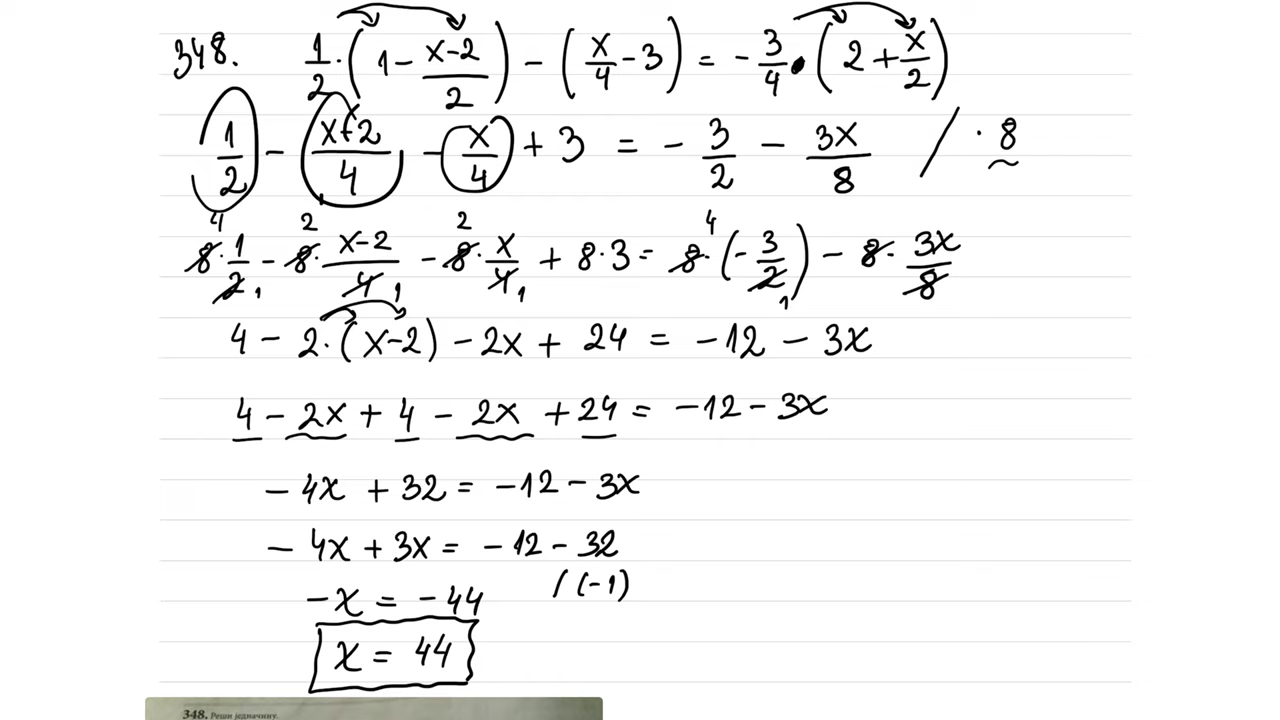 348. 1/2 · (1 - (x-2)/2) - (x/4 - 3) = - 3/4 · (2 + x/2)
1/2 - (x+2)/4 - x/4 + 3 = - 3/2 - 3x/8 / · 8
8 · 1/2 - 8 · (x-2)/4 - 8 · x/4 + 8 · 3 = 8 · (- 3/2) - 8 · 3x/8
4 - 2 · (x-2) - 2x + 24 = -12 - 3x
4 - 2x + 4 - 2x + 24 = -12 - 3x
- 4x + 32 = -12 - 3x
- 4x + 3x = -12 - 32
-x = -44 / (-1)
x = 44
348. Реши једначину.